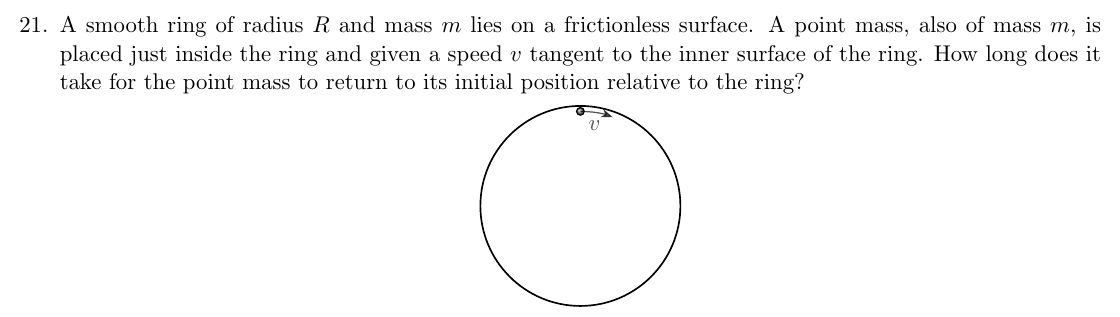 21. A smooth ring of radius R and mass m lies on a frictionless surface. A point mass, also of mass m, is
placed just inside the ring and given a speed v tangent to the inner surface of the ring. How long does it
take for the point mass to return to its initial position relative to the ring?
v